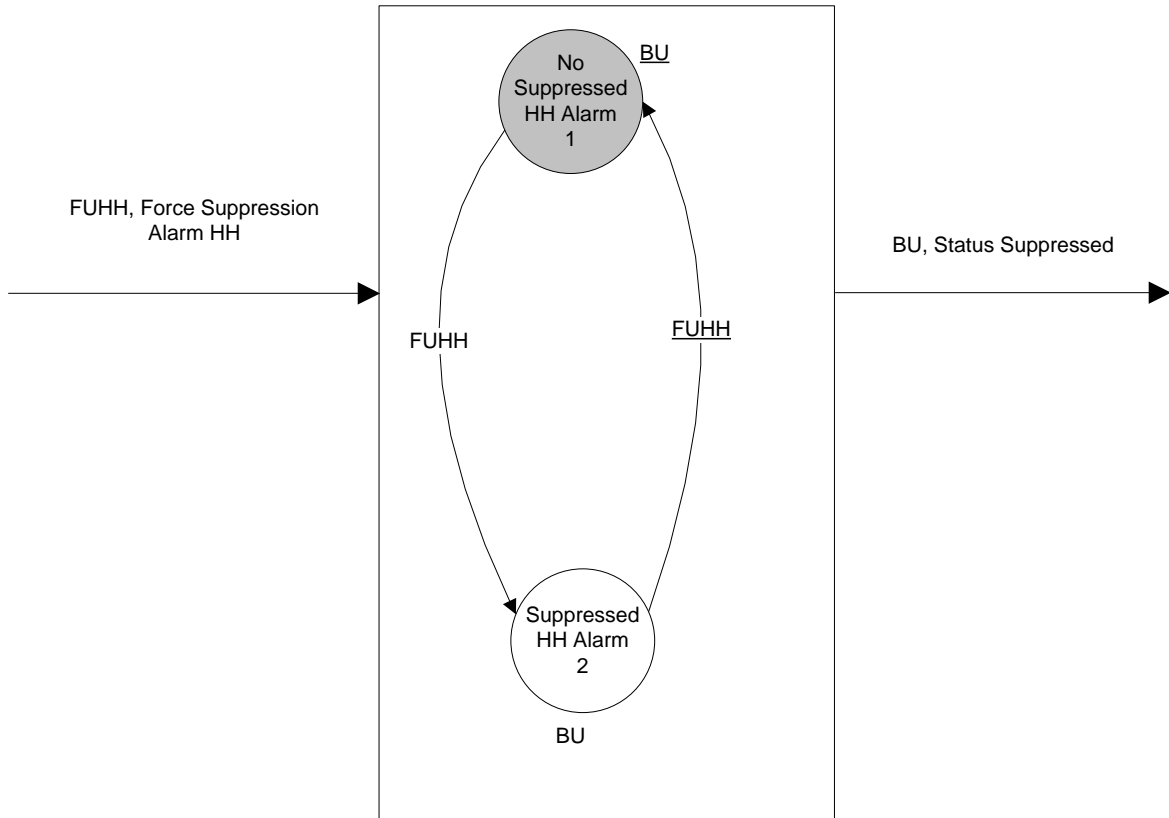 No
Suppressed
HH Alarm
1
BU
FUHH, Force Suppression
Alarm HH
BU, Status Suppressed
FUHH
FUHH
Suppressed
HH Alarm
2
BU